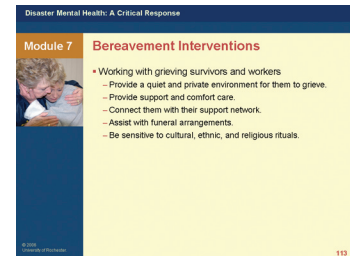 Disaster Mental Health: A Critical Response
Module 7
Bereavement Interventions
▪ Working with grieving survivors and workers
– Provide a quiet and private environment for them to grieve.
– Provide support and comfort care.
– Connect them with their support network.
– Assist with funeral arrangements.
– Be sensitive to cultural, ethnic, and religious rituals.
University of Rochester
113